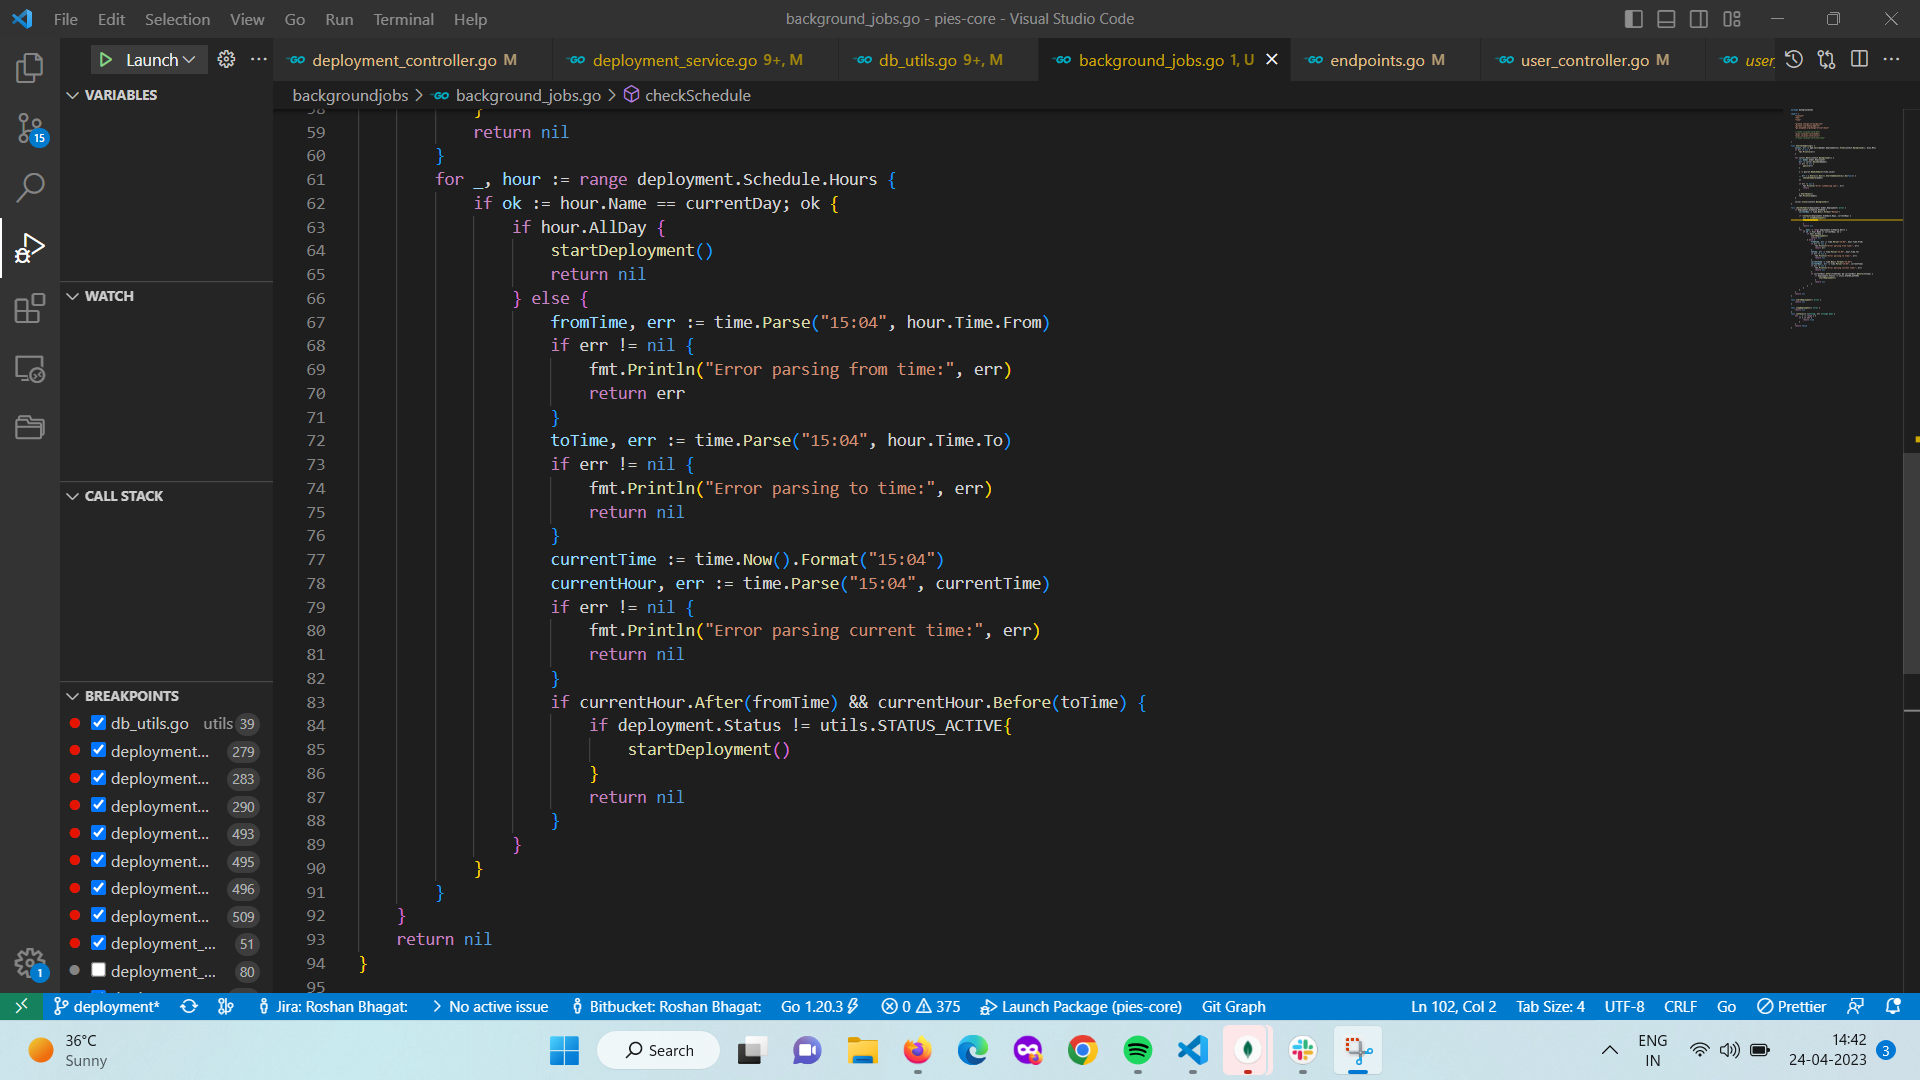 File Edit Selection View Go Run Terminal Help
background_jobs.go - pies-core - Visual Studio Code
Launch
deployment_controller.go M
deployment_service.go 9+, M
db_utils.go 9+, M
background_jobs.go 1, U
endpoints.go M
user_controller.go M
user_
backgroundjobs > background_jobs.go > checkSchedule
VARIABLES
WATCH
CALL STACK
BREAKPOINTS
db_utils.go utils 39
deployment... 279
deployment... 283
deployment... 290
deployment... 493
deployment... 495
deployment... 496
deployment... 509
deployment_... 51
deployment_... 80
15
1
58 }
59 return nil
60 }
61 for _, hour := range deployment.Schedule.Hours {
62 if ok := hour.Name == currentDay; ok {
63 if hour.AllDay {
64 startDeployment()
65 return nil
66 } else {
67 fromTime, err := time.Parse("15:04", hour.Time.From)
68 if err != nil {
69 fmt.Println("Error parsing from time:", err)
70 return err
71 }
72 toTime, err := time.Parse("15:04", hour.Time.To)
73 if err != nil {
74 fmt.Println("Error parsing to time:", err)
75 return nil
76 }
77 currentTime := time.Now().Format("15:04")
78 currentHour, err := time.Parse("15:04", currentTime)
79 if err != nil {
80 fmt.Println("Error parsing current time:", err)
81 return nil
82 }
83 if currentHour.After(fromTime) && currentHour.Before(toTime) {
84 if deployment.Status != utils.STATUS_ACTIVE{
85 startDeployment()
86 }
87 return nil
88 }
89 }
90 }
91 }
92 }
93 return nil
94 }
95
deployment* Jira: Roshan Bhagat: No active issue Bitbucket: Roshan Bhagat: Go 1.20.3 0 375 Launch Package (pies-core) Git Graph
Ln 102, Col 2 Tab Size: 4 UTF-8 CRLF Go Prettier
36°C
Sunny
Search
ENG
IN
14:42
24-04-2023
3